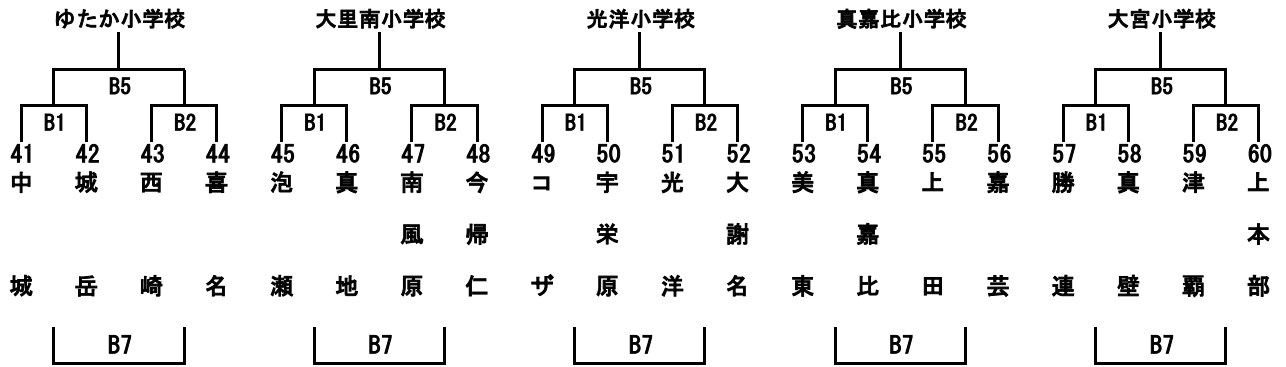 ゆたか小学校 大里南小学校 光洋小学校 真嘉比小学校 大宮小学校
B5 B5 B5 B5 B5
B1 B2 B1 B2 B1 B2 B1 B2 B1 B2
41 42 43 44 45 46 47 48 49 50 51 52 53 54 55 56 57 58 59 60
中城
城岳
西崎
喜名
泡瀬
真地
南風原
今帰仁
コザ
宇栄原
光洋
大謝名
美東
真嘉比
上田
嘉芸
勝連
真壁
津覇
上本部
B7 B7 B7 B7 B7